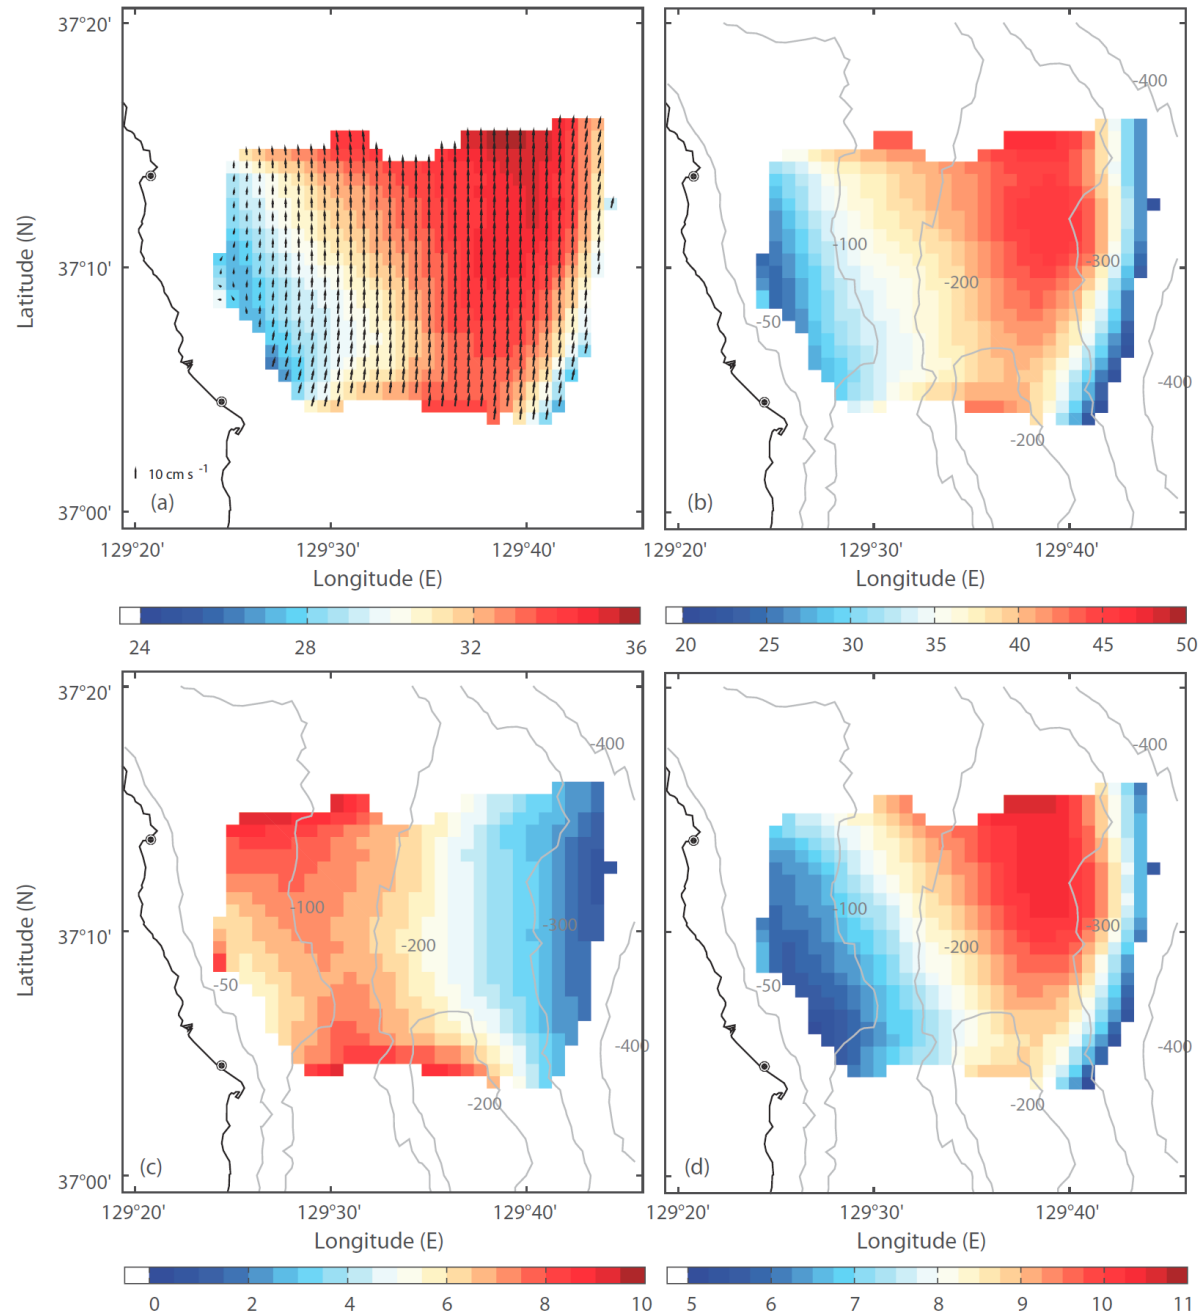 37°20'
37°10'
37°00'
Latitude (N)
10 cm s -1
(a)
129°20' 129°30' 129°40'
Longitude (E)
24 28 32 36
-400
-100
-300
-200
-50
-400
-200
(b)
129°20' 129°30' 129°40'
Longitude (E)
20 25 30 35 40 45 50
37°20'
37°10'
37°00'
Latitude (N)
-400
-100
-300
-200
-50
-400
-200
(c)
129°20' 129°30' 129°40'
Longitude (E)
0 2 4 6 8 10
-400
-100
-300
-200
-50
-400
-200
(d)
129°20' 129°30' 129°40'
Longitude (E)
5 6 7 8 9 10 11